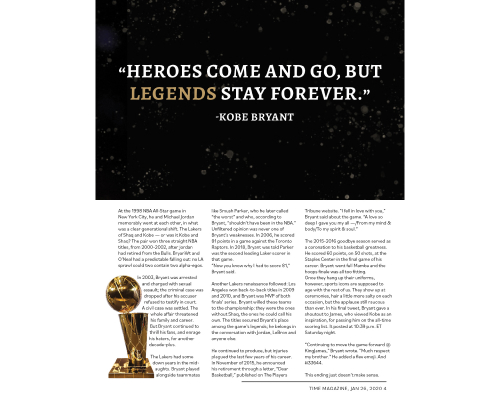 “HEROES COME AND GO, BUT
LEGENDS STAY FOREVER.”
-KOBE BRYANT
At the 1998 NBA All-Star game in
New York City, he and Michael Jordan
memorably went at each other, in what
was a clear generational shift. The Lakers
of Shaq and Kobe — or was it Kobe and
Shaq? The pair won three straight NBA
titles, from 2000-2002, after Jordan
had retired from the Bulls. Bryant left and
O'Neal had a predictable falling out: no LA
sprawl could fit two alpha-egos.
In 2003, Bryant was arrested
and charged with sexual
assault; the criminal case was
dropped after his accuser
refused to testify in court.
A civil case was settled. The
whole affair threatened
his family and career.
But Bryant continued to
thrill his fans, and enrage
his haters, for another
decade-plus.
The Lakers had some
down years in the mid-
aughts. Bryant played
alongside teammates
like Smush Parker, who he later called
“the worst” and who, according to
Bryant, “shouldn't have been in the NBA.”
Unfiltered opinion was never one of
Bryant's weaknesses. In 2006, he scored
81 points in a game against the Toronto
Raptors. In 2018, Bryant was told Parker
was the second leading Laker scorer in
that game.
“Now you know why I had to score 81,”
Bryant said.
Another Lakers renaissance followed: Los
Angeles won back-to-back titles in 2009
and 2010, and Bryant was MVP of both
finals' series. Bryant willed these teams
to the championship; they were the ones
without Shaq, the ones he could call his
own. The titles secured Bryant's place
among the game's legends; he belongs in
the conversation with Jordan, LeBron and
anyone else.
He continued to produce, but injuries
plagued the last few years of his career.
In November of 2015, he announced
his retirement through a letter, “Dear
Basketball,” published on The Players
Tribune website. “I fell in love with you,”
Bryant said about the game. “A love so
deep I gave you my all —/From my mind &
body/To my spirit & soul.”
The 2015-2016 goodbye season served as
a coronation to his basketball greatness.
He scored 60 points, on 50 shots, at the
Staples Center in the final game of his
career. Bryant went full Mamba and the
hoops finale was all too fitting.
Once they hang up their uniforms,
however, sports icons are supposed to
age with the rest of us. They show up at
ceremonies, hair a little more salty on each
occasion, but the applause still raucous
than ever. In his final tweet, Bryant gave a
shoutout to James, who viewed Kobe as an
inspiration, for passing him on the all-time
scoring list. It posted at 10:39 p.m. ET
Saturday night.
“Continuing to move the game forward @
KingJames,” Bryant wrote. “Much respect
my brother.” He added a flex emoji. And
#33644.
This ending just doesn't make sense.
TIME MAGAZINE, JAN 26, 2020 4